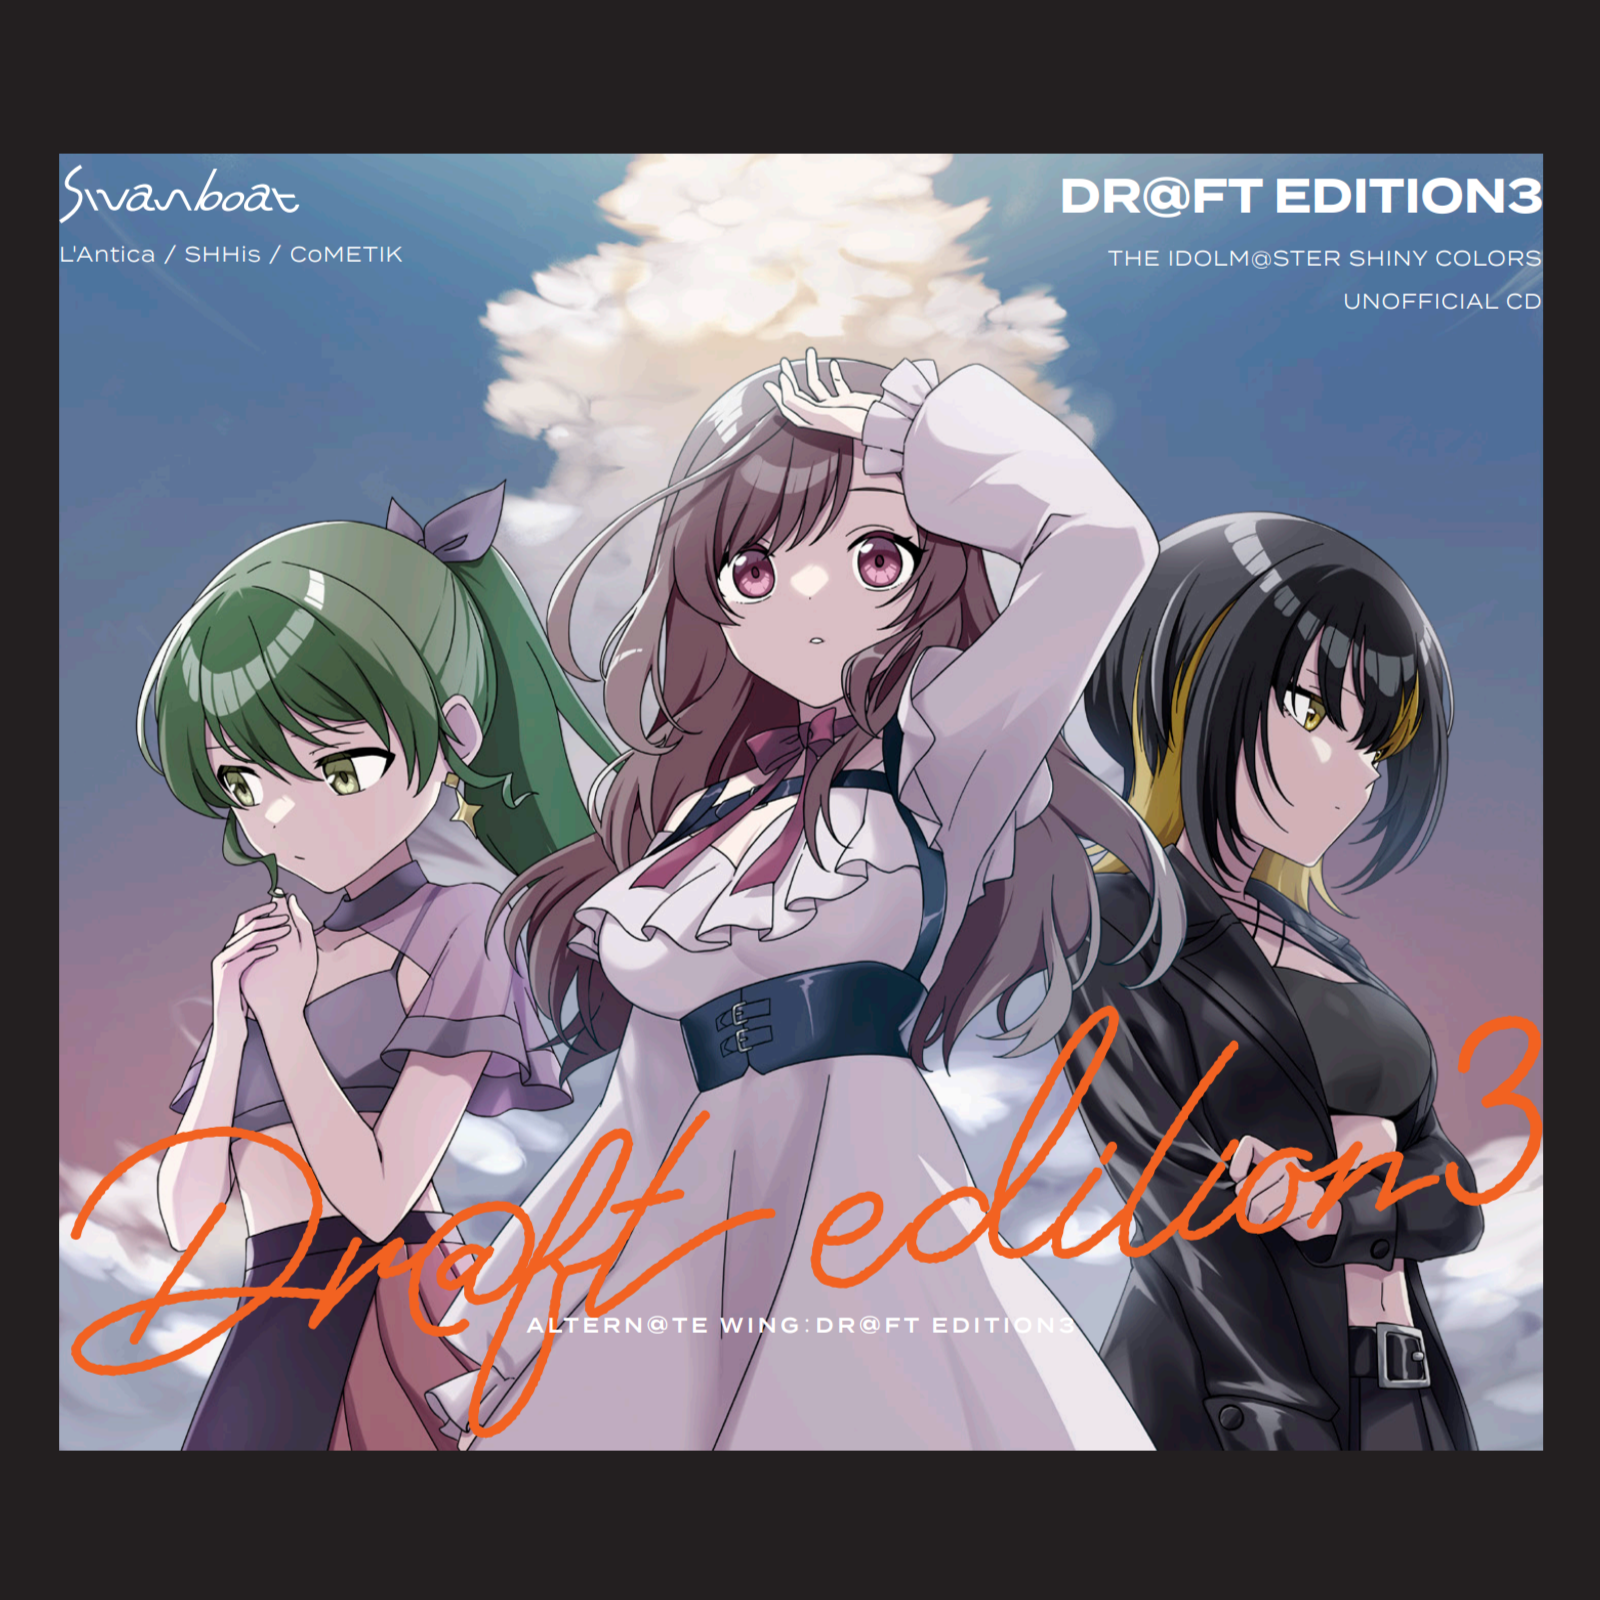 Swanboat
L'Antica / SHHis / CoMETIK
DR@FT EDITION3
THE IDOLM@STER SHINY COLORS
UNOFFICIAL CD
Dr@ft edition3
ALTERN@TE WING:DR@FT EDITION3